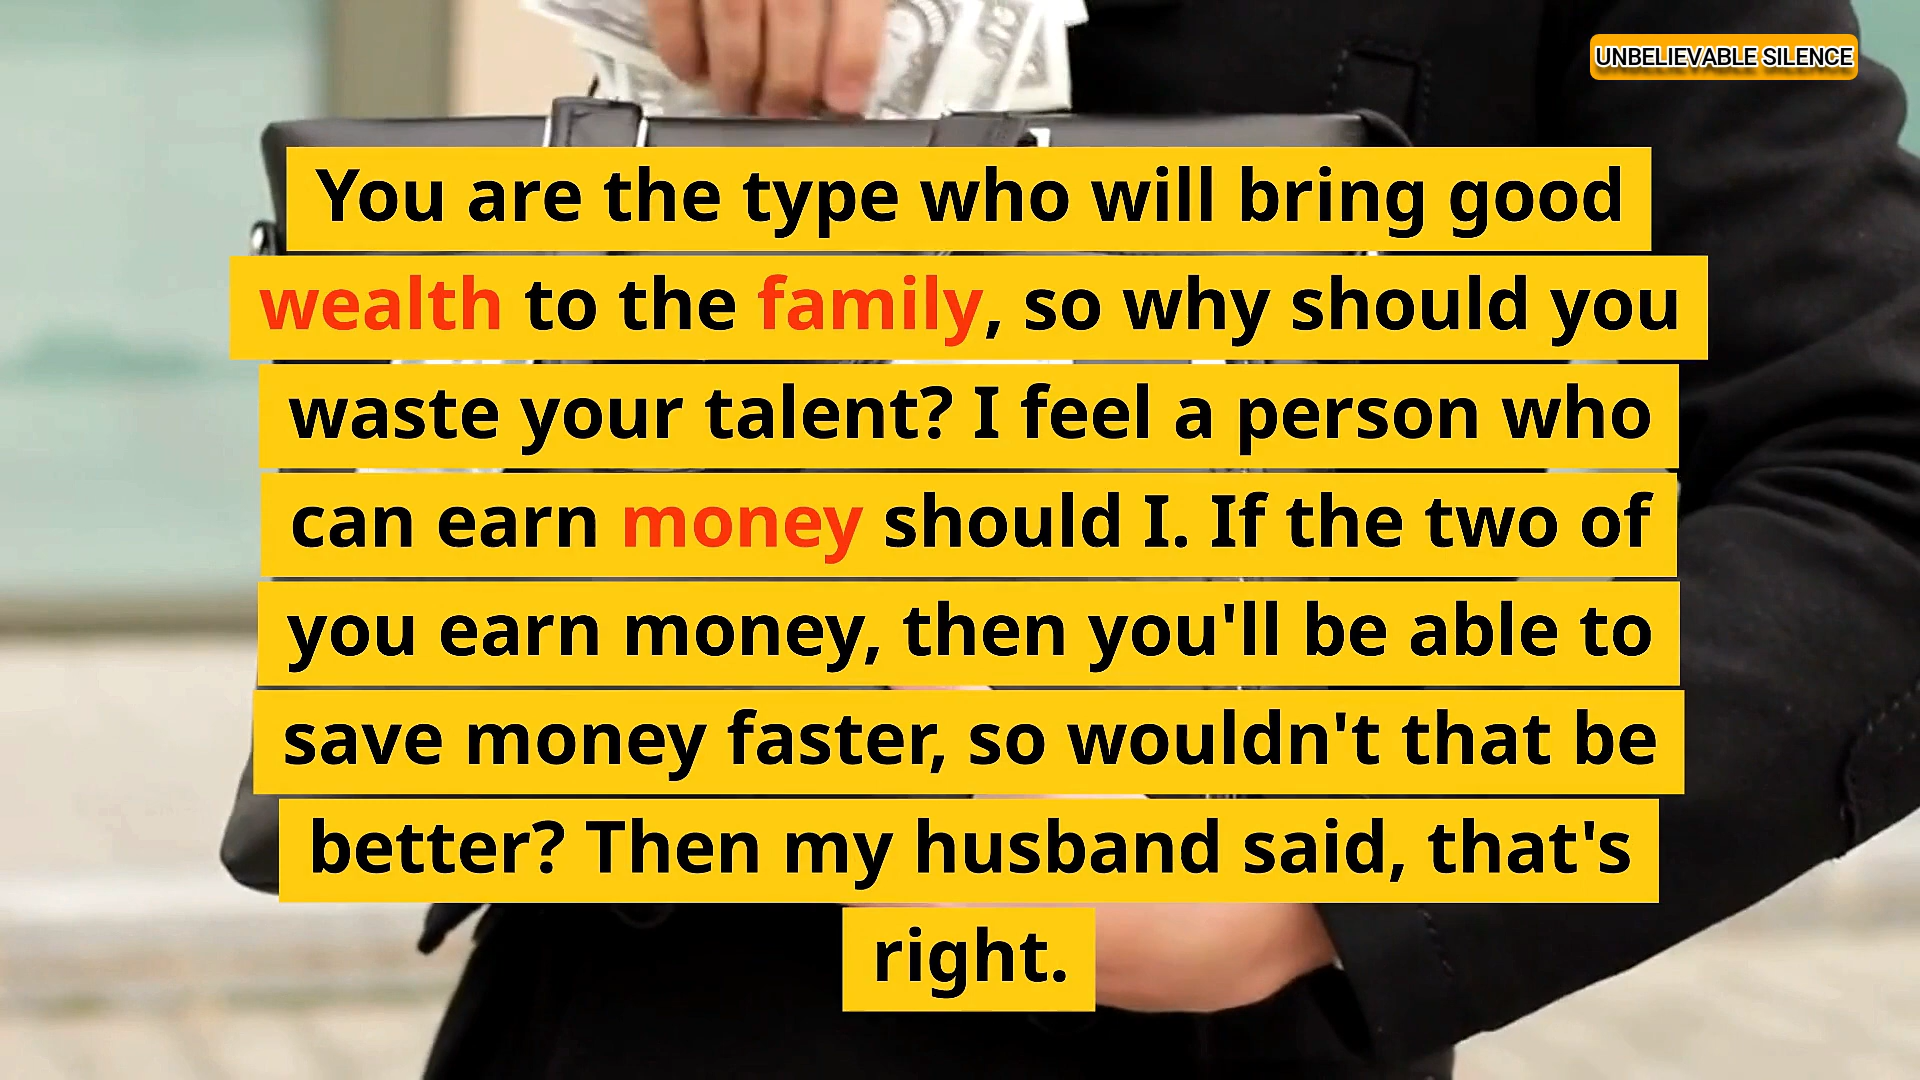 UNBELIEVABLE SILENCE
You are the type who will bring good
wealth to the family, so why should you
waste your talent? I feel a person who
can earn money should I. If the two of
you earn money, then you'll be able to
save money faster, so wouldn't that be
better? Then my husband said, that's
right.